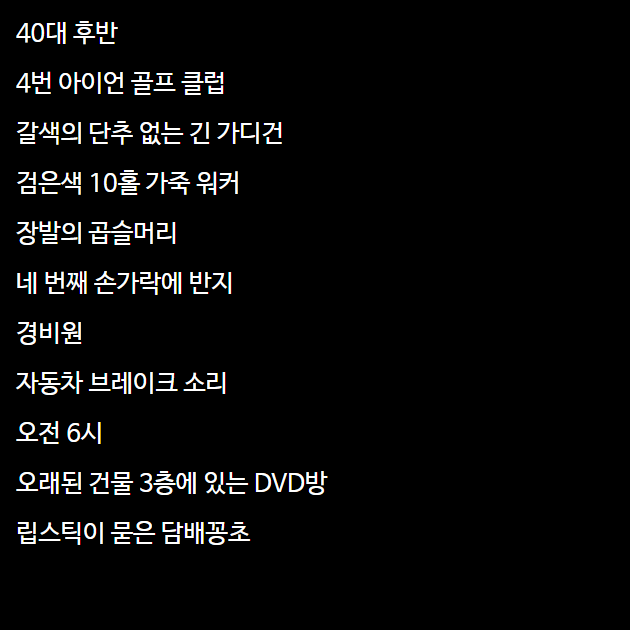 40대 후반
4번 아이언 골프 클럽
갈색의 단추 없는 긴 가디건
검은색 10홀 가죽 워커
장발의 곱슬머리
네 번째 손가락에 반지
경비원
자동차 브레이크 소리
오전 6시
오래된 건물 3층에 있는 DVD방
립스틱이 묻은 담배꽁초